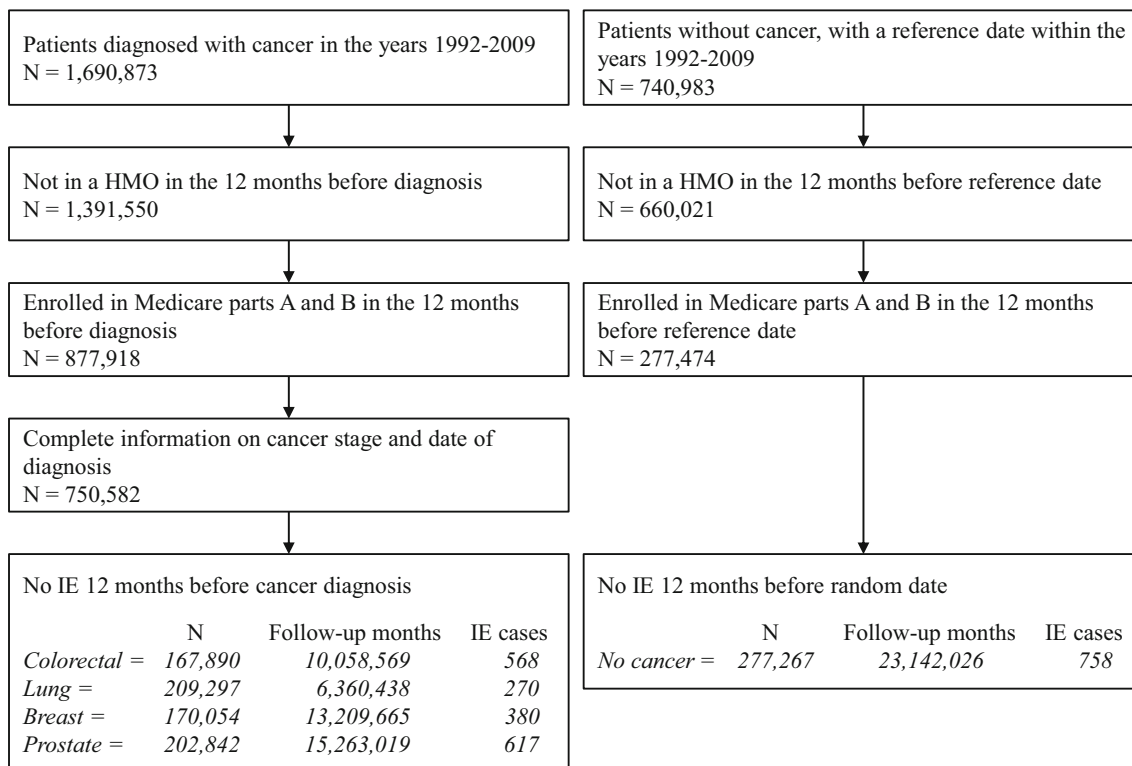 Patients diagnosed with cancer in the years 1992-2009
N = 1,690,873
Patients without cancer, with a reference date within the
years 1992-2009
N = 740,983
Not in a HMO in the 12 months before diagnosis
N = 1,391,550
Not in a HMO in the 12 months before reference date
N = 660,021
Enrolled in Medicare parts A and B in the 12 months
before diagnosis
N = 877,918
Enrolled in Medicare parts A and B in the 12 months
before reference date
N = 277,474
Complete information on cancer stage and date of
diagnosis
N = 750,582
No IE 12 months before cancer diagnosis
N Follow-up months IE cases
Colorectal = 167,890 10,058,569 568
Lung = 209,297 6,360,438 270
Breast = 170,054 13,209,665 380
Prostate = 202,842 15,263,019 617
No IE 12 months before random date
N Follow-up months IE cases
No cancer = 277,267 23,142,026 758